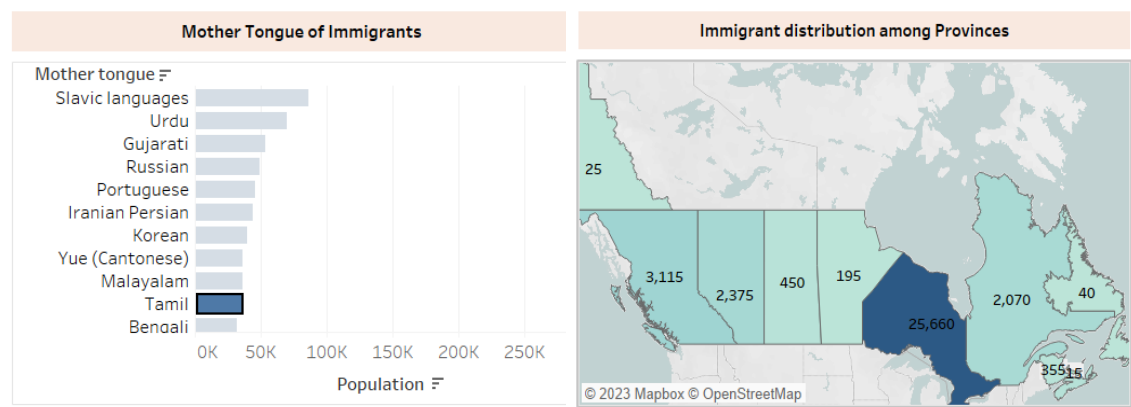 Mother Tongue of Immigrants
Mother tongue
Slavic languages
Urdu
Gujarati
Russian
Portuguese
Iranian Persian
Korean
Yue (Cantonese)
Malayalam
Tamil
Bengali
0K 50K 100K 150K 200K 250K
Population
Immigrant distribution among Provinces
25
3,115
2,375
450
195
25,660
2,070
40
355
15
© 2023 Mapbox © OpenStreetMap